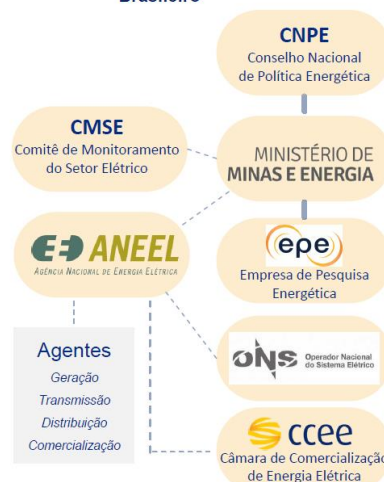 Brasileiro
CNPE
Conselho Nacional
de Política Energética
CMSE
Comitê de Monitoramento
do Setor Elétrico
MINISTÉRIO DE
MINAS E ENERGIA
ANEEL
AGÊNCIA NACIONAL DE ENERGIA ELÉTRICA
epe
Empresa de Pesquisa
Energética
Agentes
Geração
Transmissão
Distribuição
Comercialização
ONS
Operador Nacional
do Sistema Elétrico
ccee
Câmara de Comercialização
de Energia Elétrica